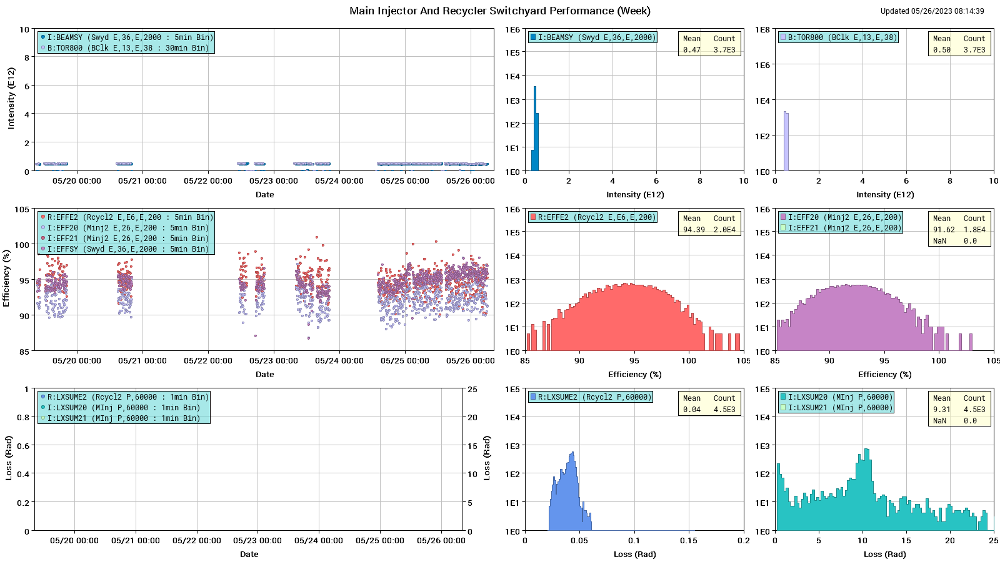 Main Injector And Recycler Switchyard Performance (Week)
Updated 05/26/2023 08:14:39
I:BEAMSY (Swyd E,36,E,2000 : 5min Bin)
B:TOR800 (BClk E,13,E,38 : 30min Bin)
10
8
6
4
2
0
Intensity (E12)
05/20 00:00 05/21 00:00 05/22 00:00 05/23 00:00 05/24 00:00 05/25 00:00 05/26 00:00
Date
I:BEAMSY (Swyd E,36,E,2000)
Mean Count
0.47 3.7E3
1E6
1E5
1E4
1E3
1E2
1E1
1E0
0 2 4 6 8 10
Intensity (E12)
B:TOR800 (BClk E,13,E,38)
Mean Count
0.50 3.7E3
1E8
1E6
1E4
1E2
1E0
0 2 4 6 8 10
Intensity (E12)
R:EFFE2 (Rcycl2 E,E6,E,200 : 5min Bin)
I:EFF20 (Minj2 E,26,E,200 : 5min Bin)
I:EFF21 (Minj2 E,26,E,200 : 5min Bin)
I:EFFSY (Swyd E,36,E,2000 : 5min Bin)
105
100
95
90
85
Efficiency (%)
05/20 00:00 05/21 00:00 05/22 00:00 05/23 00:00 05/24 00:00 05/25 00:00 05/26 00:00
Date
R:EFFE2 (Rcycl2 E,E6,E,200)
Mean Count
94.39 2.0E4
1E6
1E5
1E4
1E3
1E2
1E1
1E0
85 90 95 100 105
Efficiency (%)
I:EFF20 (Minj2 E,26,E,200)
I:EFF21 (Minj2 E,26,E,200)
Mean Count
91.62 1.8E4
NaN 0.0
1E6
1E5
1E4
1E3
1E2
1E1
1E0
85 90 95 100 105
Efficiency (%)
R:LXSUME2 (Rcycl2 P,60000 : 1min Bin)
I:LXSUM20 (MInj P,60000 : 1min Bin)
I:LXSUM21 (MInj P,60000 : 1min Bin)
1
0.8
0.6
0.4
0.2
0
Loss (Rad)
25
20
15
10
5
0
Loss (Rad)
05/20 00:00 05/21 00:00 05/22 00:00 05/23 00:00 05/24 00:00 05/25 00:00 05/26 00:00
Date
R:LXSUME2 (Rcycl2 P,60000)
Mean Count
0.04 4.5E3
1E5
1E4
1E3
1E2
1E1
1E0
0 0.05 0.1 0.15 0.2
Loss (Rad)
I:LXSUM20 (MInj P,60000)
I:LXSUM21 (MInj P,60000)
Mean Count
9.31 4.5E3
NaN 0.0
1E5
1E4
1E3
1E2
1E1
1E0
0 5 10 15 20 25
Loss (Rad)